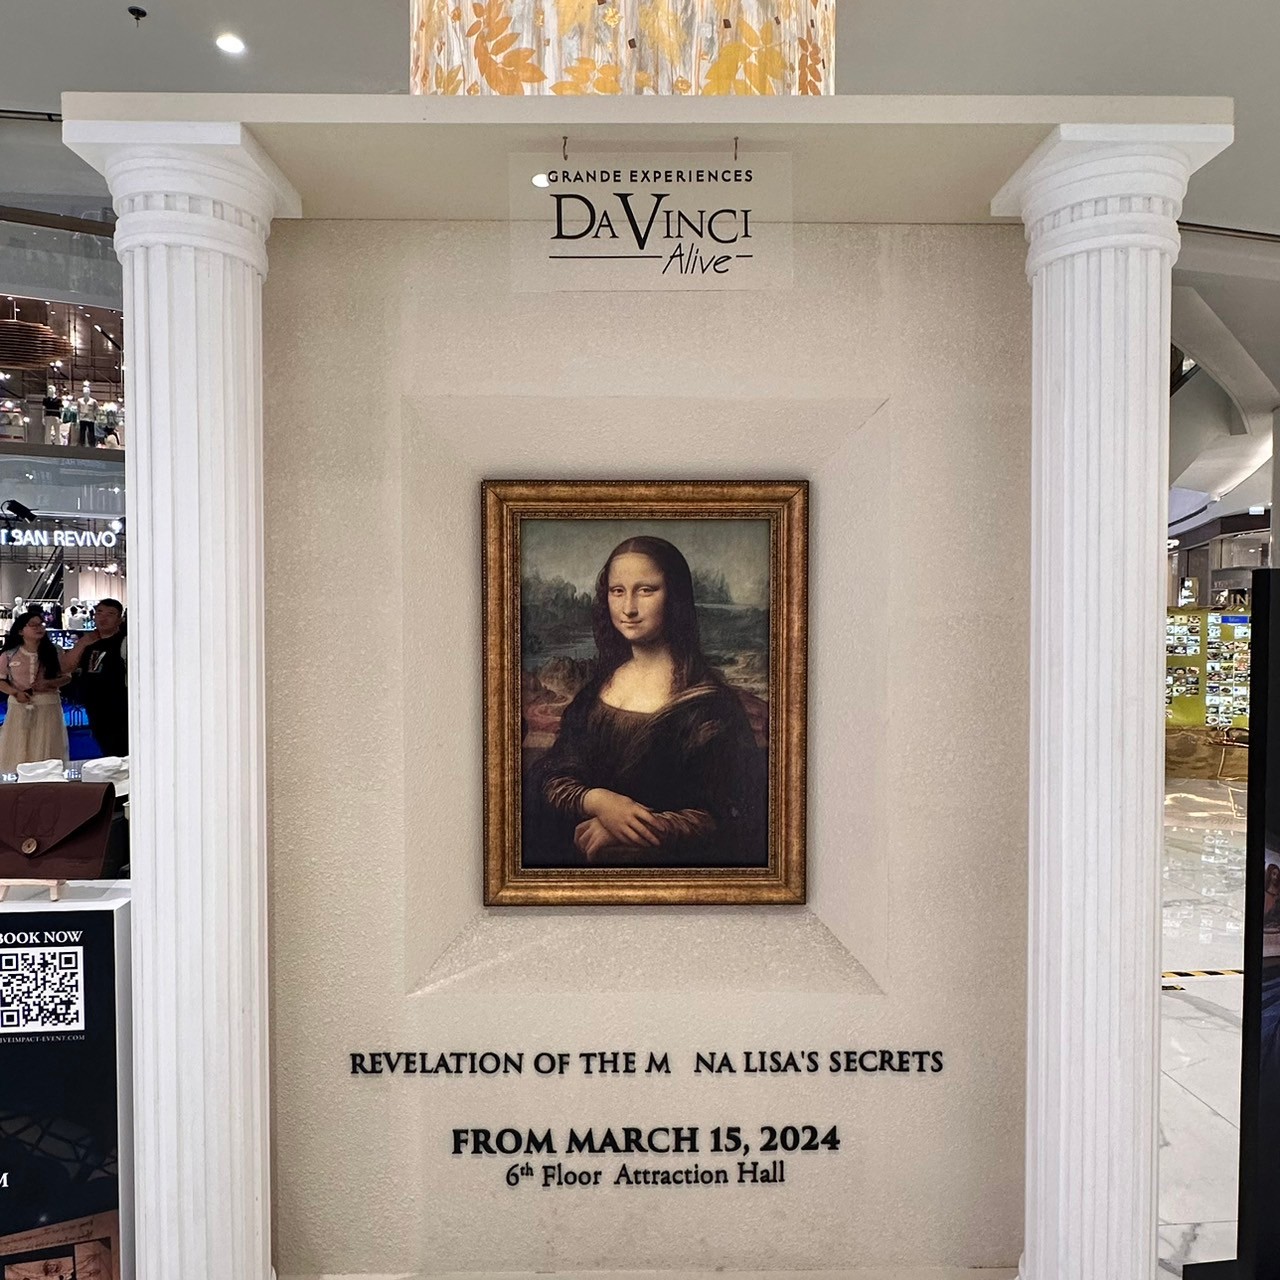 GRANDE EXPERIENCES
DAVINCI
Alive
REVELATION OF THE M NA LISA'S SECRETS
FROM MARCH 15, 2024
6th Floor Attraction Hall
REVIVO
BOOK NOW